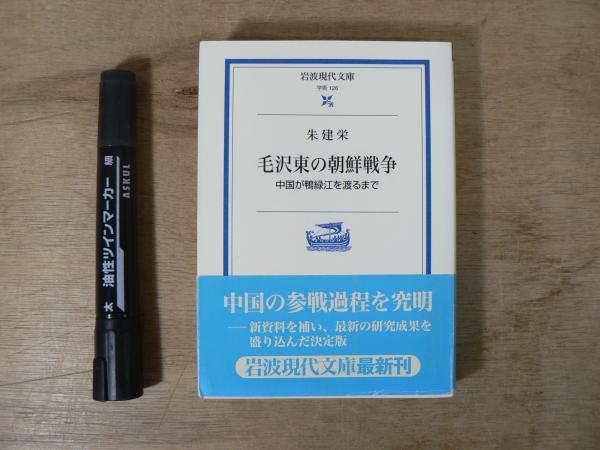 岩波現代文庫
学術 126
朱建栄
毛沢東の朝鮮戦争
中国が鴨緑江を渡るまで
中国の参戦過程を究明
――新資料を補い、最新の研究成果を
盛り込んだ決定版
岩波現代文庫最新刊
太 油性ツインマーカー 細
ASKUL